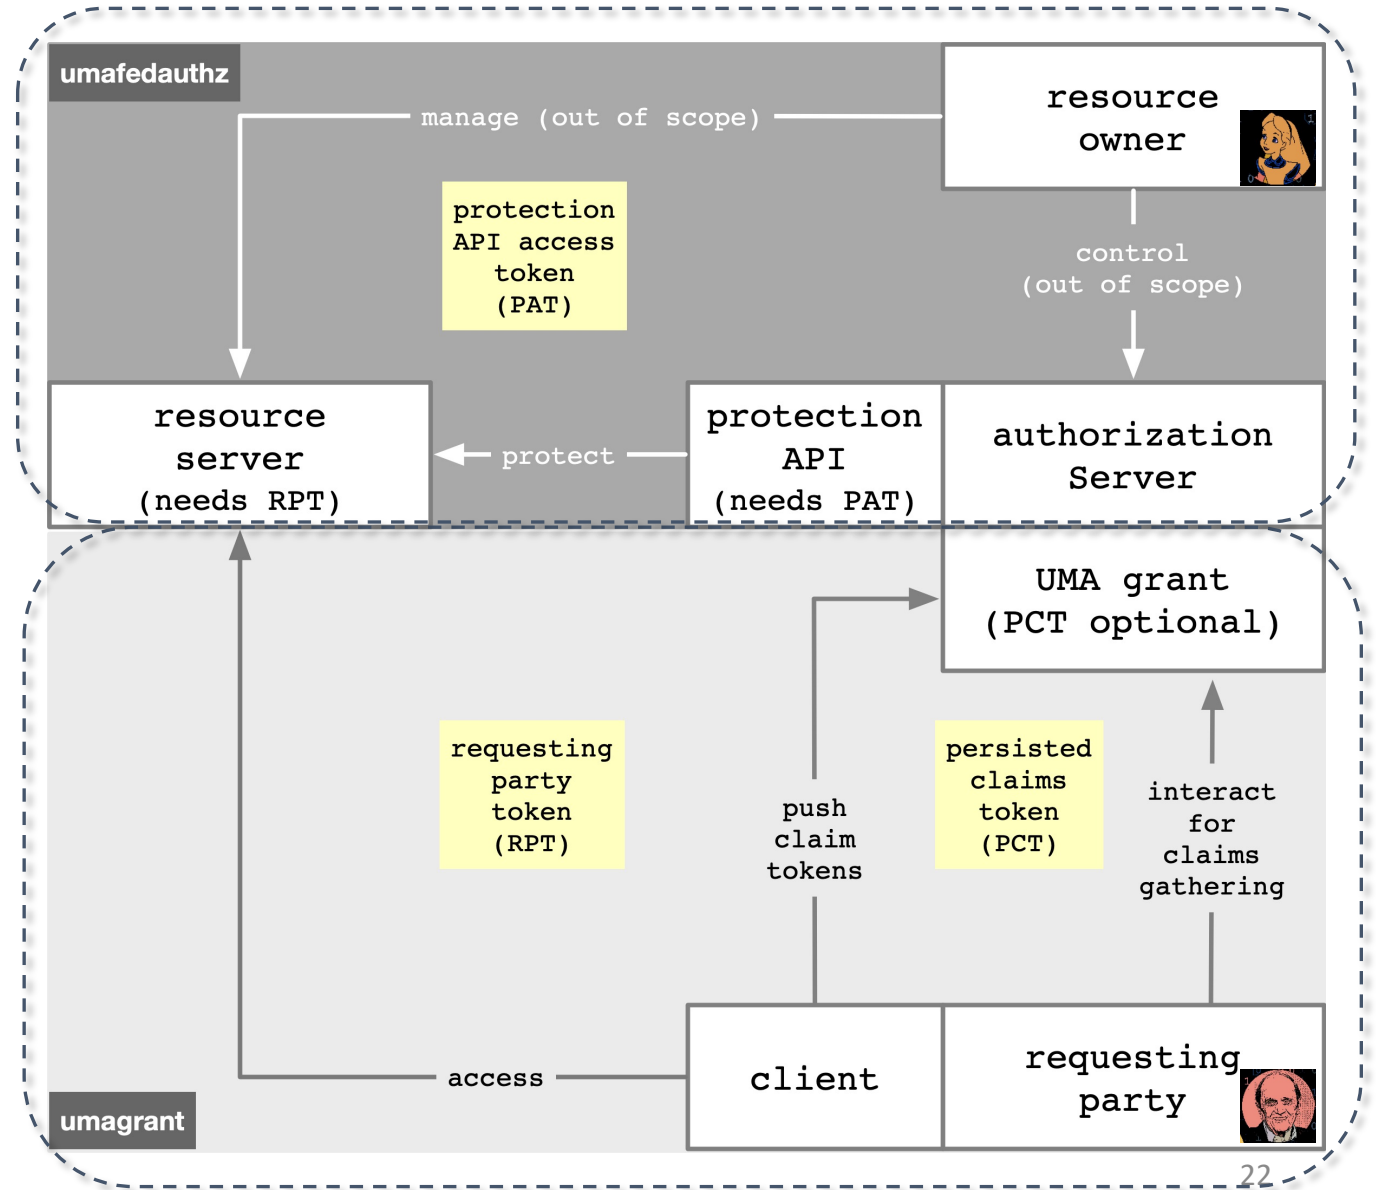 umafedauthz
resource
owner
manage (out of scope)
protection
API access
token
(PAT)
control
(out of scope)
resource
server
(needs RPT)
protect
protection
API
(needs PAT)
authorization
Server
UMA grant
(PCT optional)
requesting
party
token
(RPT)
persisted
claims
token
(PCT)
push
claim
tokens
interact
for
claims
gathering
access
client
requesting
party
umagrant
22